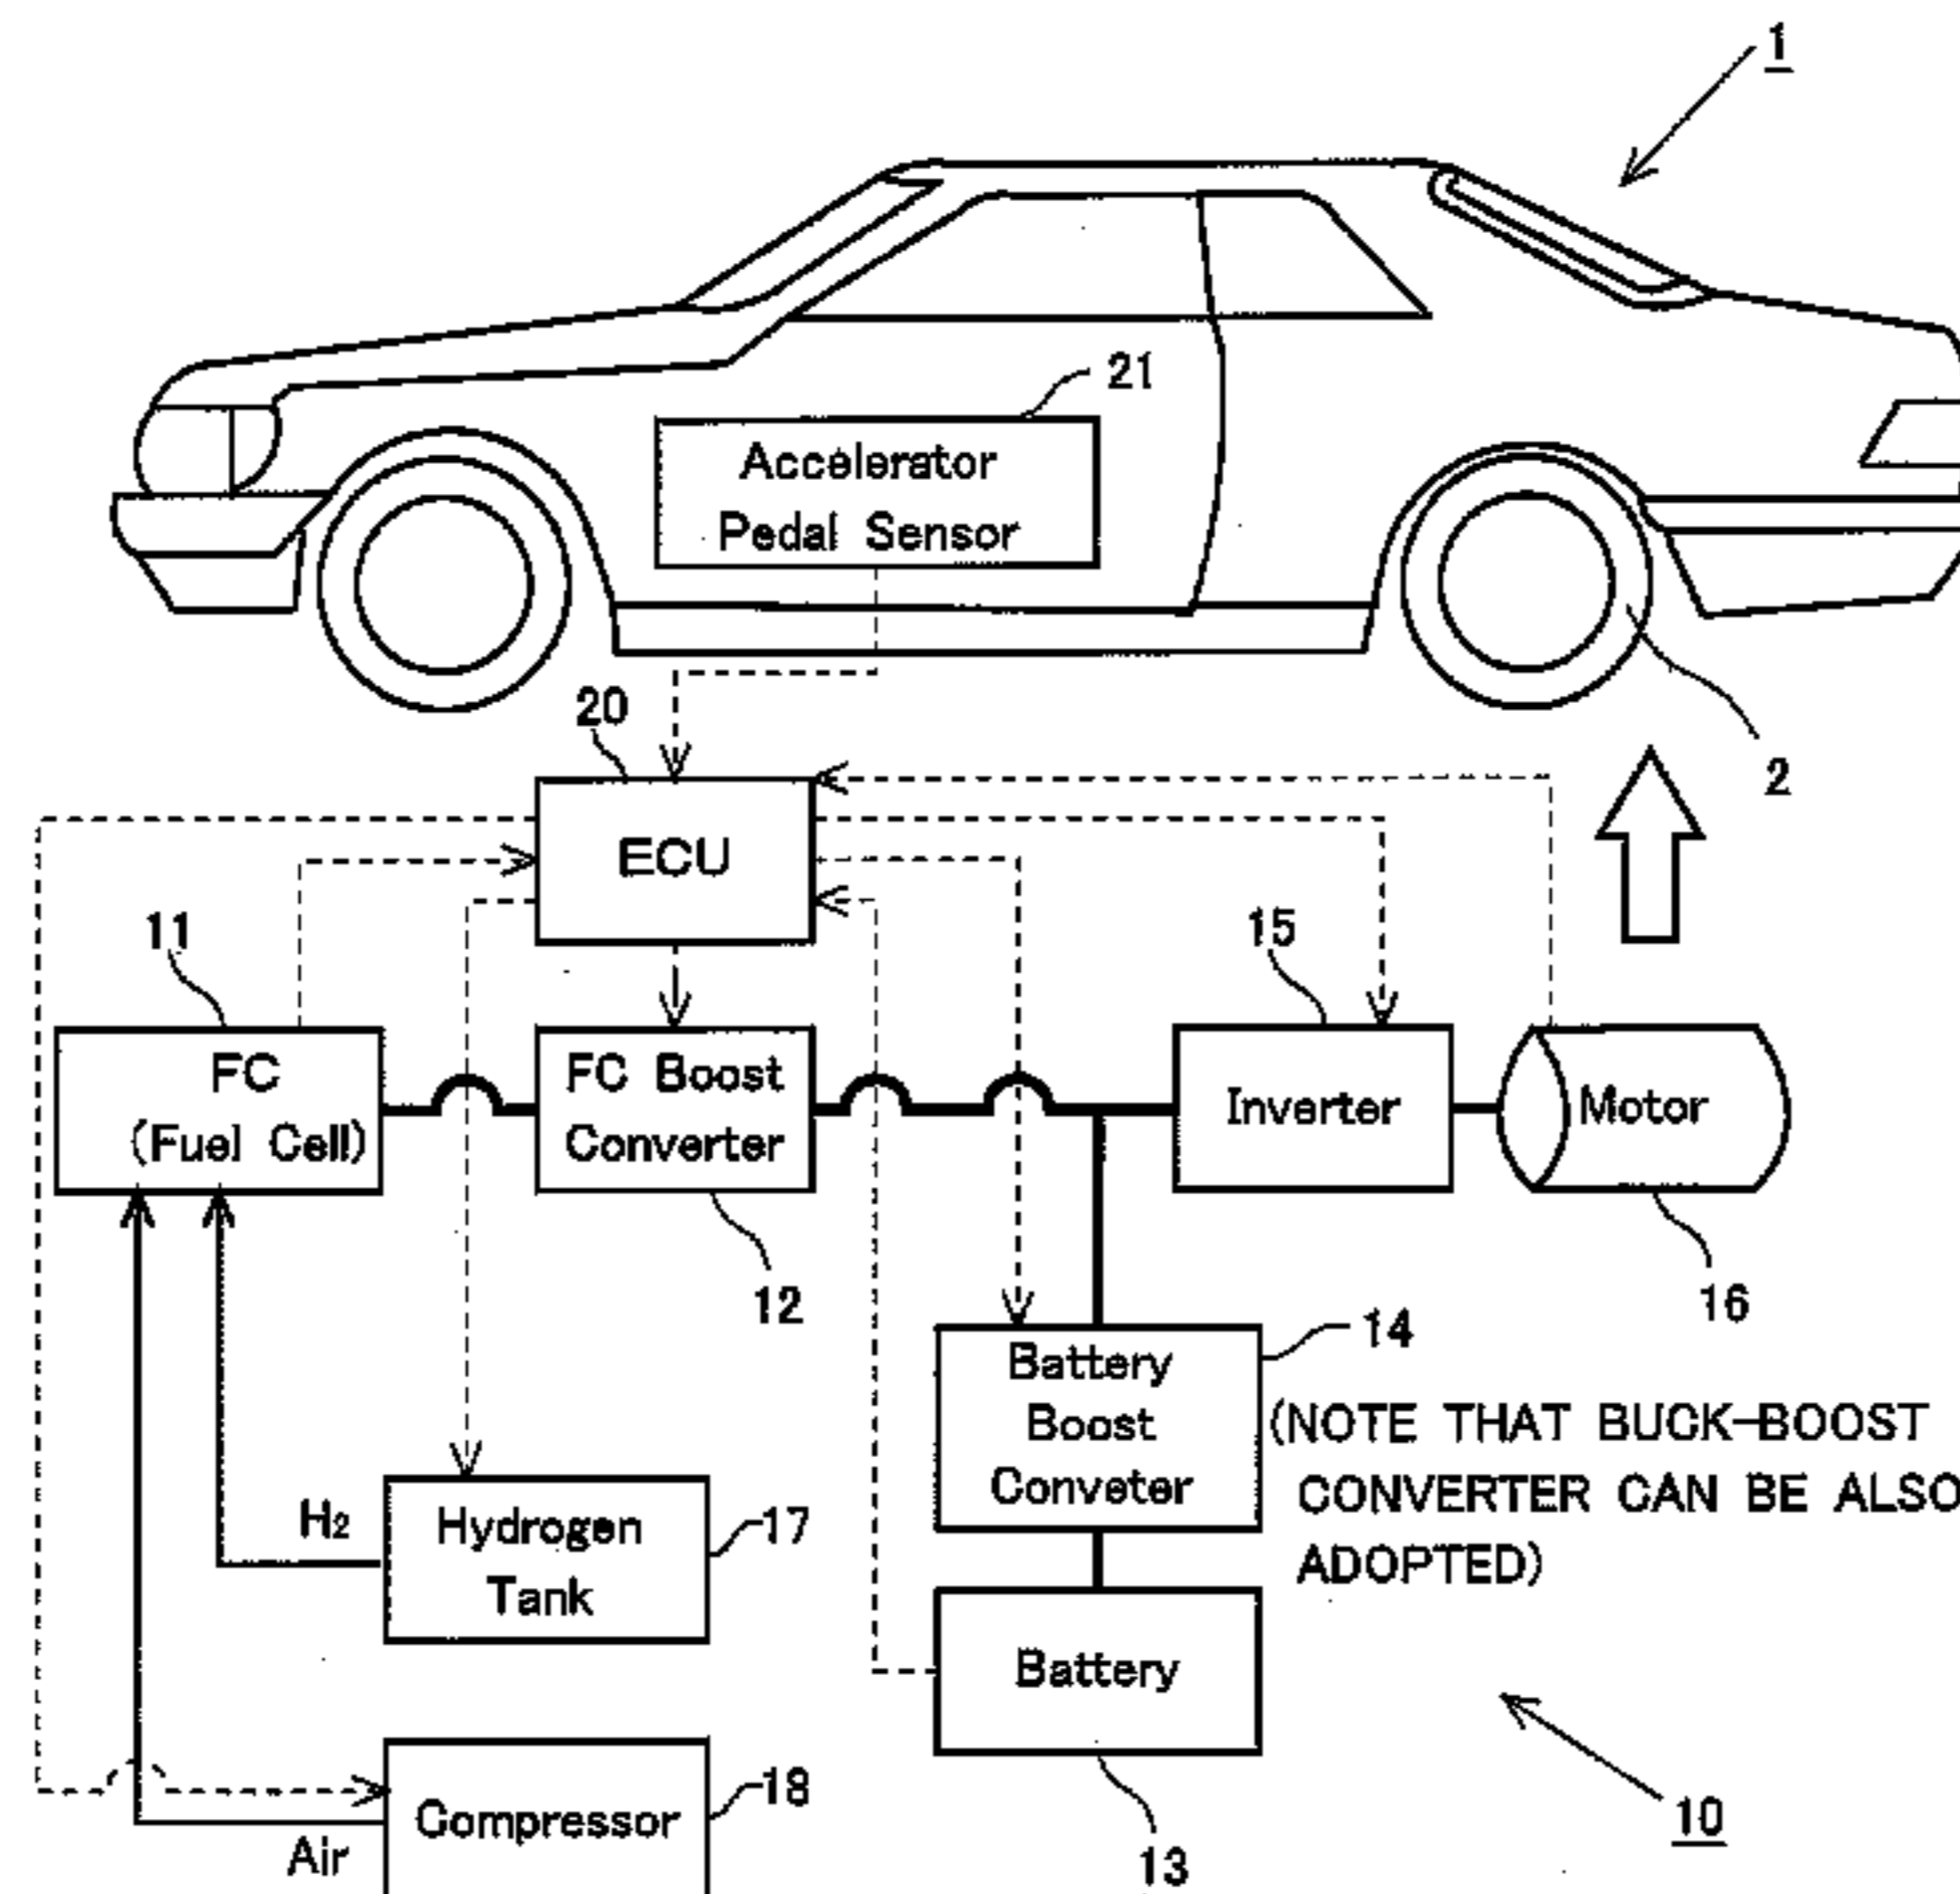 1
21
Accelerator
Pedal Sensor
20
2
ECU
11
15
FC
(Fuel Cell)
FC Boost
Converter
Inverter
Motor
12
16
14
Battery
Boost
Conveter
(NOTE THAT BUCK-BOOST
CONVERTER CAN BE ALSO
ADOPTED)
H2
Hydrogen
Tank
17
Battery
18
Compressor
Air
13
10